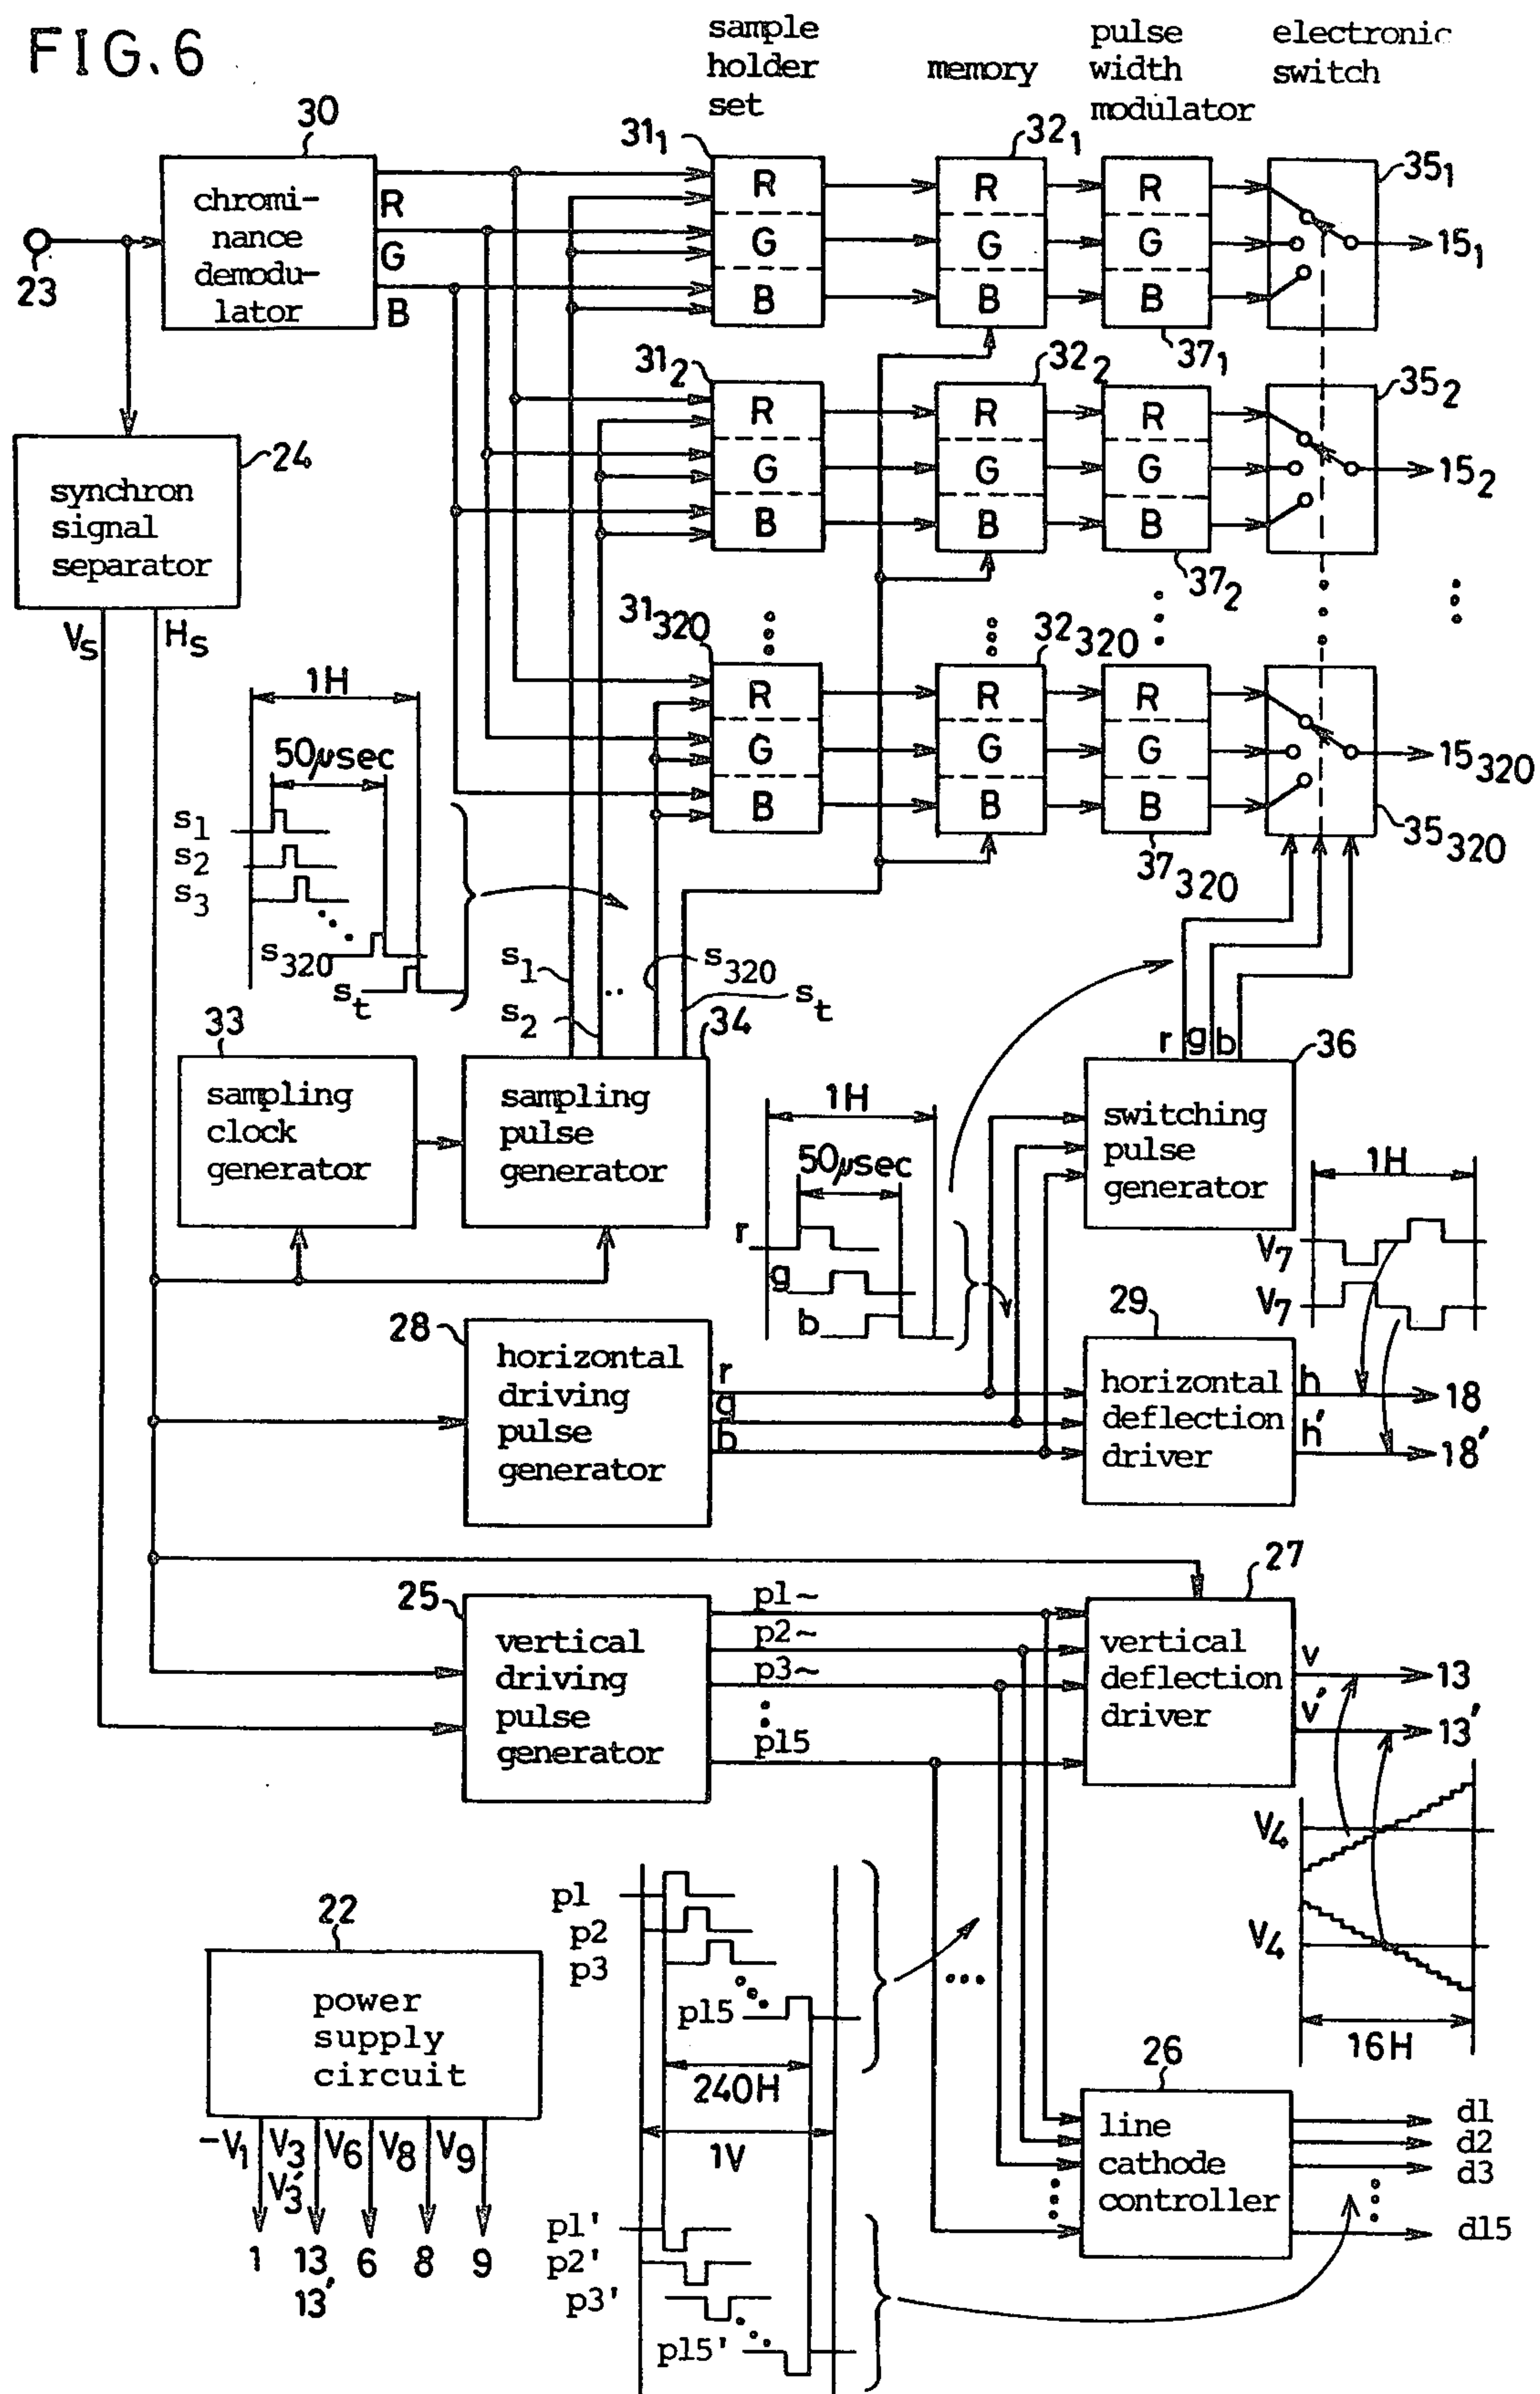 FIG.6
sample
holder
set
memory
pulse
width
modulator
electronic
switch
30
chromi-
nance
demodu-
lator
R
G
B
23
31₁
R
G
B
32₁
R
G
B
R
G
B
37₁
35₁
15₁
24
synchron
signal
separator
V_S
H_S
31₂
R
G
B
32₂
R
G
B
R
G
B
37₂
35₂
15₂
31₃₂₀
R
G
B
32₃₂₀
R
G
B
R
G
B
37₃₂₀
35₃₂₀
15₃₂₀
1H
50μsec
s₁
s₂
s₃
s₃₂₀
s_t
s₁
s₂
s₃₂₀
s_t
33
sampling
clock
generator
34
sampling
pulse
generator
r g b
36
switching
pulse
generator
1H
50μsec
r
g
b
1H
V₇
V₇
28
horizontal
driving
pulse
generator
r
g
b
29
horizontal
deflection
driver
h
h'
18
18'
25
vertical
driving
pulse
generator
p1~
p2~
p3~
p15
27
vertical
deflection
driver
v
v'
13
13'
V₄
V₄
16H
22
power
supply
circuit
-V₁
V₃
V₃'
V₆
V₈
V₉
1
13
13'
6
8
9
p1
p2
p3
p15
240H
1V
p1'
p2'
p3'
p15'
26
line
cathode
controller
d1
d2
d3
d15